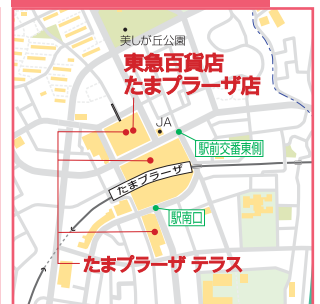 美しが丘公園
東急百貨店
たまプラーザ店
JA
駅前交番東側
たまプラーザ
駅南口
たまプラーザ テラス